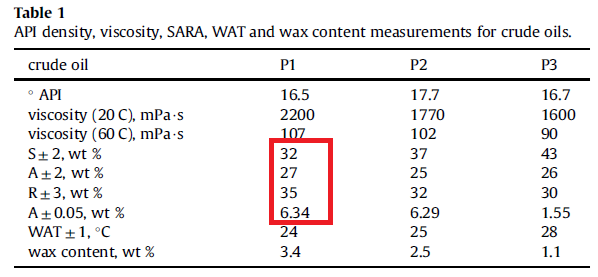 Table 1
API density, viscosity, SARA, WAT and wax content measurements for crude oils.
crude oil P1 P2 P3
° API 16.5 17.7 16.7
viscosity (20 C), mPa·s 2200 1770 1600
viscosity (60 C), mPa·s 107 102 90
S ± 2, wt % 32 37 43
A ± 2, wt % 27 25 26
R ± 3, wt % 35 32 30
A ± 0.05, wt % 6.34 6.29 1.55
WAT ± 1, °C 24 25 28
wax content, wt % 3.4 2.5 1.1